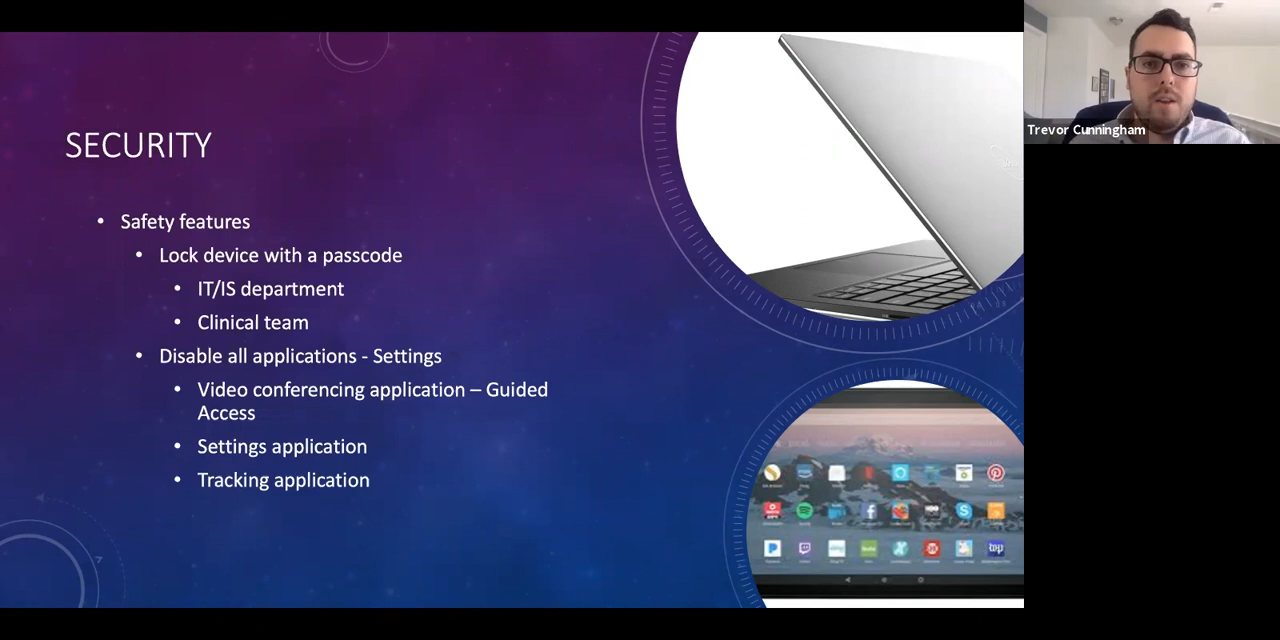 SECURITY
• Safety features
• Lock device with a passcode
• IT/IS department
• Clinical team
• Disable all applications - Settings
• Video conferencing application – Guided
Access
• Settings application
• Tracking application
Trevor Cunningham